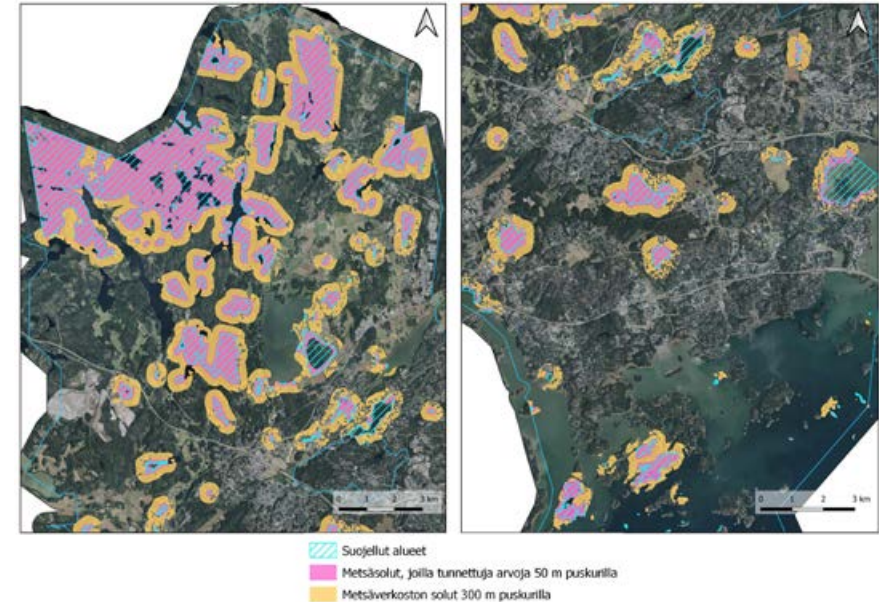 0 1 2 3 km
0 1 2 3 km
Suojellut alueet
Metsäsolut, joilla tunnettuja arvoja 50 m puskurilla
Metsäverkoston solut 300 m puskurilla